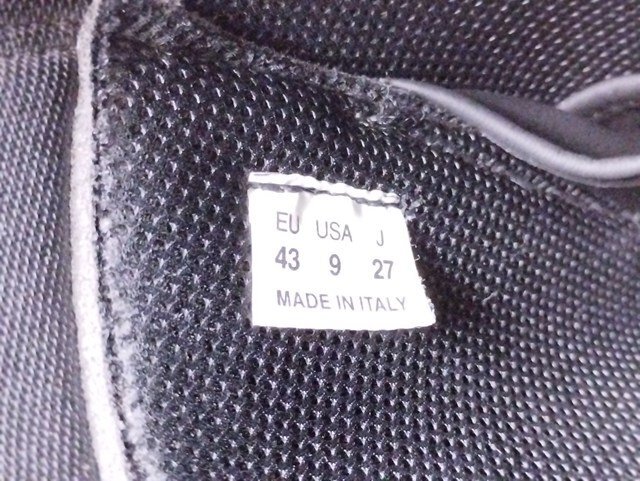 EU USA J
43 9 27
MADE IN ITALY